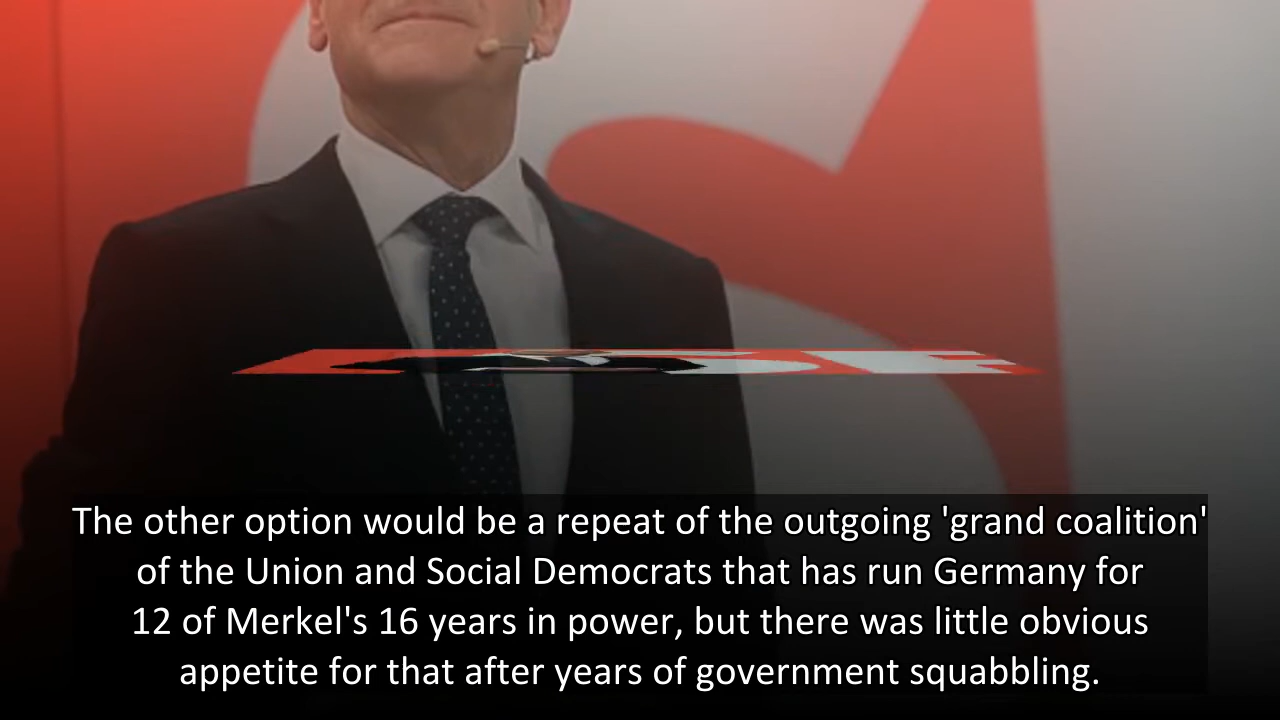 The other option would be a repeat of the outgoing 'grand coalition'
of the Union and Social Democrats that has run Germany for
12 of Merkel's 16 years in power, but there was little obvious
appetite for that after years of government squabbling.